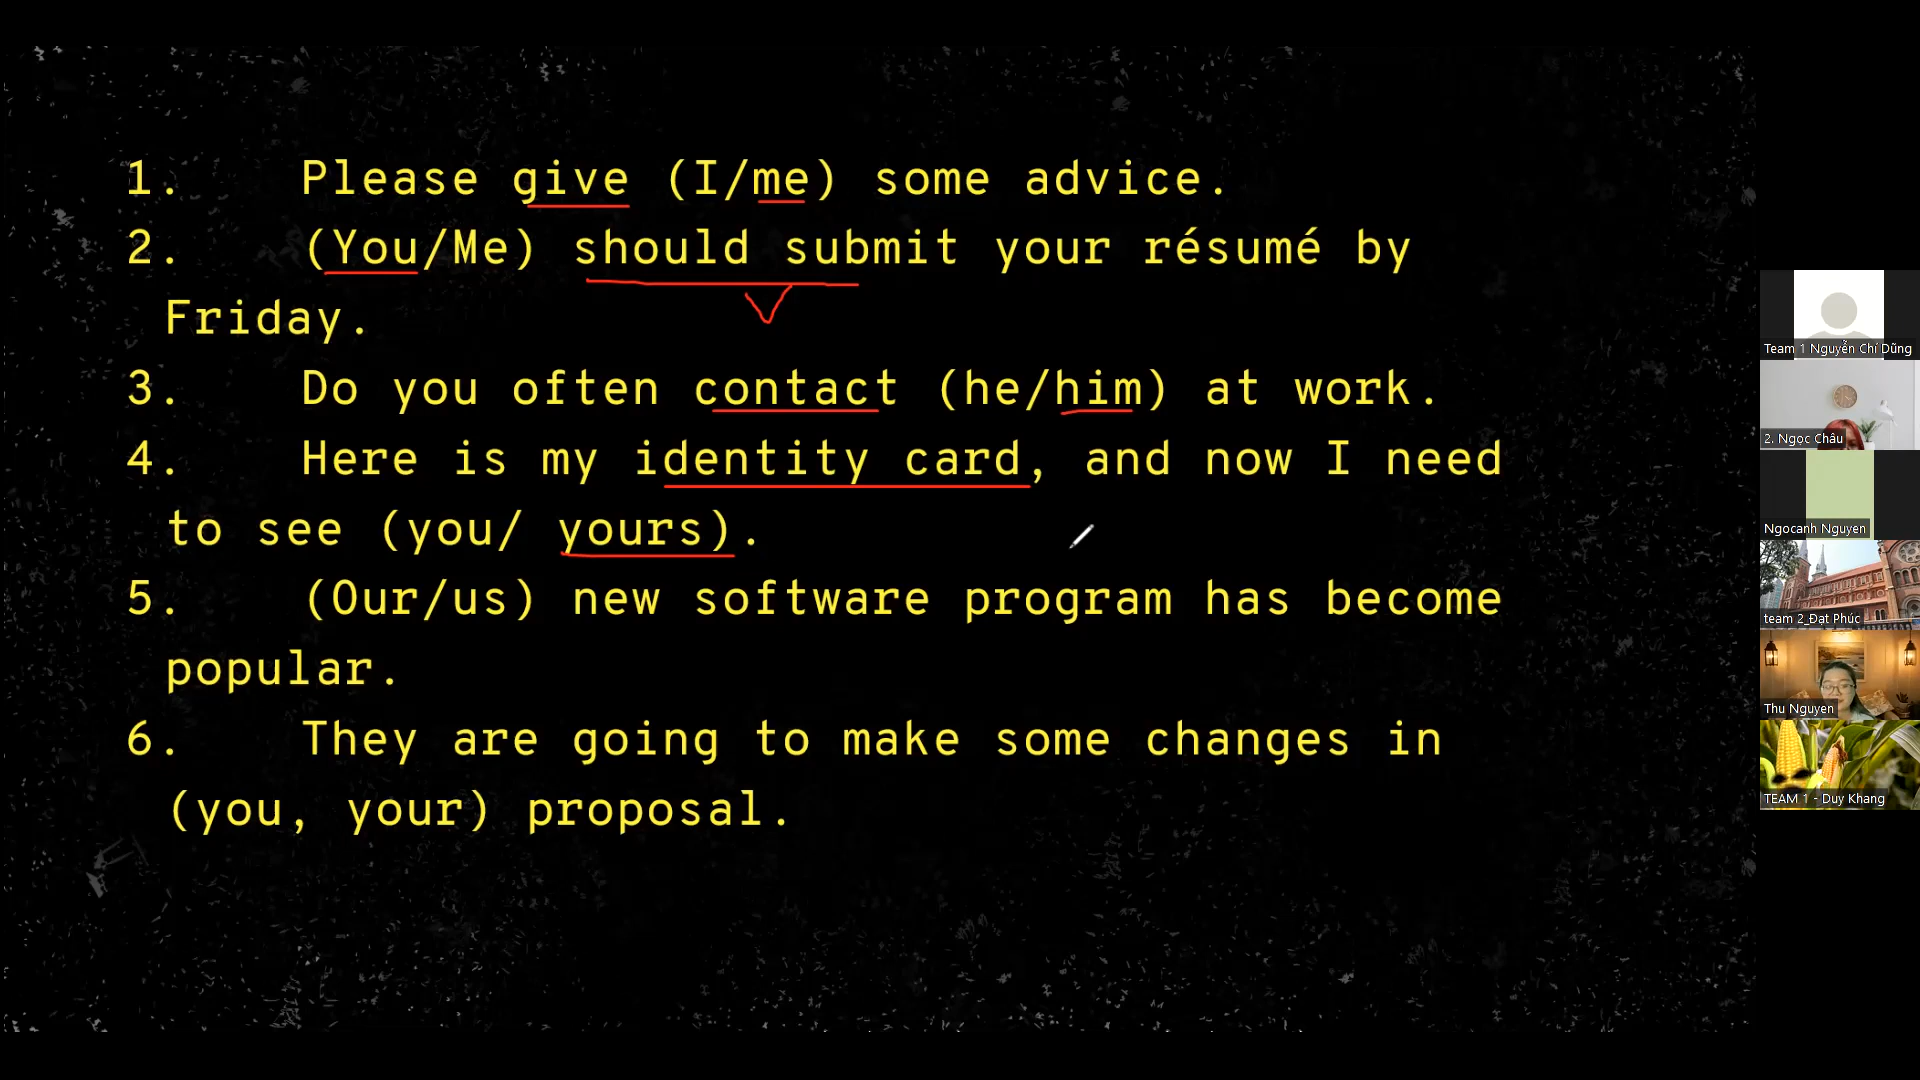 1. Please give (I/me) some advice.
2. (You/Me) should submit your résumé by
Friday.
3. Do you often contact (he/him) at work.
4. Here is my identity card, and now I need
to see (you/ yours).
5. (Our/us) new software program has become
popular.
6. They are going to make some changes in
(you, your) proposal.
Team 1 Nguyễn Chí Dũng
2. Ngọc Châu
Ngocanh Nguyen
team 2_Đạt Phúc
Thu Nguyen
TEAM 1 - Duy Khang